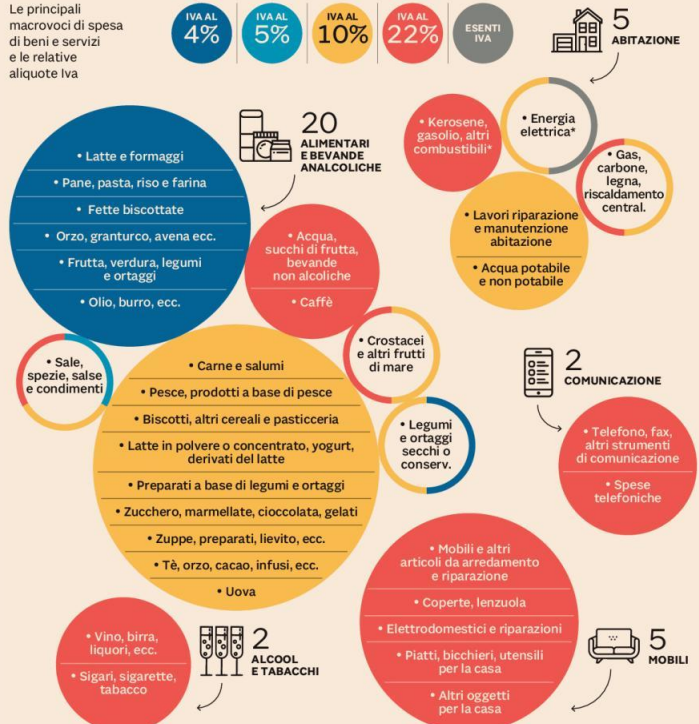 Le principali
macrovoci di spesa
di beni e servizi
e le relative
aliquote Iva
IVA AL
4%
IVA AL
5%
IVA AL
10%
IVA AL
22%
ESENTI
IVA
5
ABITAZIONE
• Kerosene,
gasolio, altri
combustibili*
• Energia
elettrica*
• Gas,
carbone,
legna,
riscaldamento
central.
• Lavori riparazione
e manutenzione
abitazione
• Acqua potabile
e non potabile
20
ALIMENTARI
E BEVANDE
ANALCOLICHE
• Latte e formaggi
• Pane, pasta, riso e farina
• Fette biscottate
• Orzo, granturco, avena ecc.
• Frutta, verdura, legumi
e ortaggi
• Olio, burro, ecc.
• Acqua,
succhi di frutta,
bevande
non alcoliche
• Caffè
• Sale,
spezie, salse
e condimenti
• Crostacei
e altri frutti
di mare
• Legumi
e ortaggi
secchi o
conserv.
• Carne e salumi
• Pesce, prodotti a base di pesce
• Biscotti, altri cereali e pasticceria
• Latte in polvere o concentrato, yogurt,
derivati del latte
• Preparati a base di legumi e ortaggi
• Zucchero, marmellate, cioccolata, gelati
• Zuppe, preparati, lievito, ecc.
• Tè, orzo, cacao, infusi, ecc.
• Uova
2
COMUNICAZIONE
• Telefono, fax,
altri strumenti
di comunicazione
• Spese
telefoniche
• Vino, birra,
liquori, ecc.
• Sigari, sigarette,
tabacco
2
ALCOOL
E TABACCHI
• Mobili e altri
articoli da arredamento
e riparazione
• Coperte, lenzuola
• Elettrodomestici e riparazioni
• Piatti, bicchieri, utensili
per la casa
• Altri oggetti
per la casa
5
MOBILI